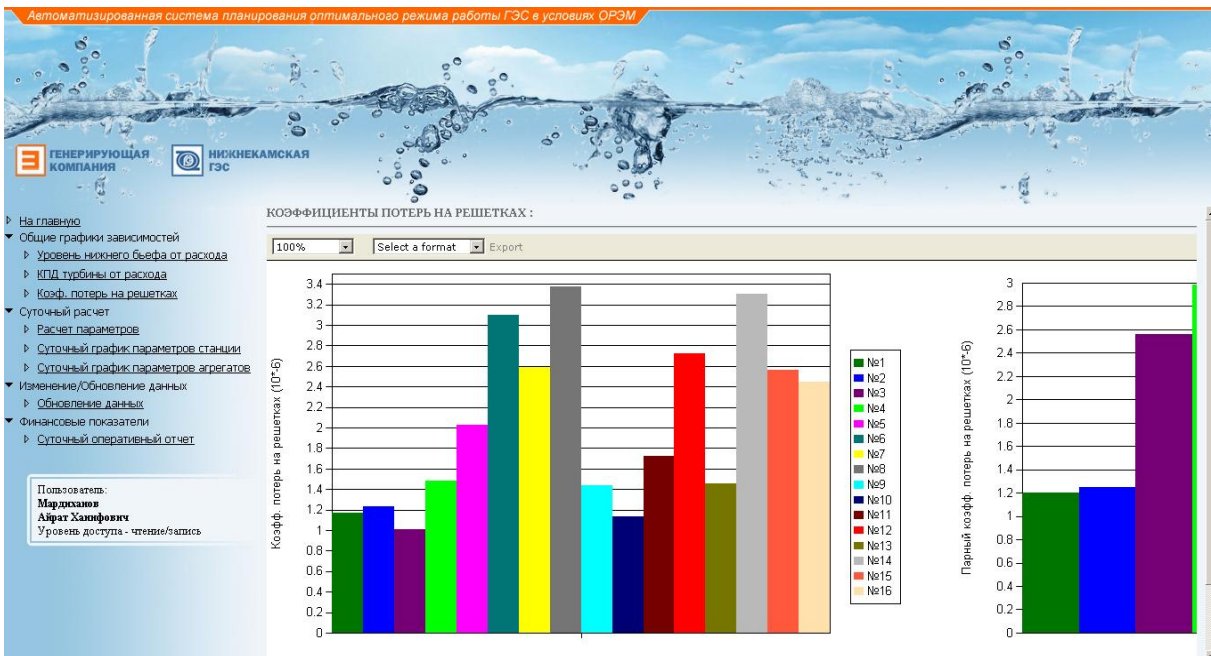 Автоматизированная система планирования оптимального режима работы ГЭС в условиях ОРЭМ
ГЕНЕРИРУЮЩАЯ
КОМПАНИЯ
НИЖНЕКАМСКАЯ
ГЭС
На главную
Общие графики зависимостей
Уровень нижнего бьефа от расхода
КПД турбины от расхода
Коэф. потерь на решетках
Суточный расчет
Расчет параметров
Суточный график параметров станции
Суточный график параметров агрегатов
Изменение/Обновление данных
Обновление данных
Финансовые показатели
Суточный оперативный отчет
Пользователь:
Мардиханов
Айрат Ханифович
Уровень доступа - чтение/запись
КОЭФФИЦИЕНТЫ ПОТЕРЬ НА РЕШЕТКАХ :
100% Select a format Export
Коэфф. потерь на решетках (10*-6)
3.4
3.2
3
2.8
2.6
2.4
2.2
2
1.8
1.6
1.4
1.2
1
0.8
0.6
0.4
0.2
0
№1
№2
№3
№4
№5
№6
№7
№8
№9
№10
№11
№12
№13
№14
№15
№16
Парный коэфф. потерь на решетках (10*-6)
3
2.8
2.6
2.4
2.2
2
1.8
1.6
1.4
1.2
1
0.8
0.6
0.4
0.2
0